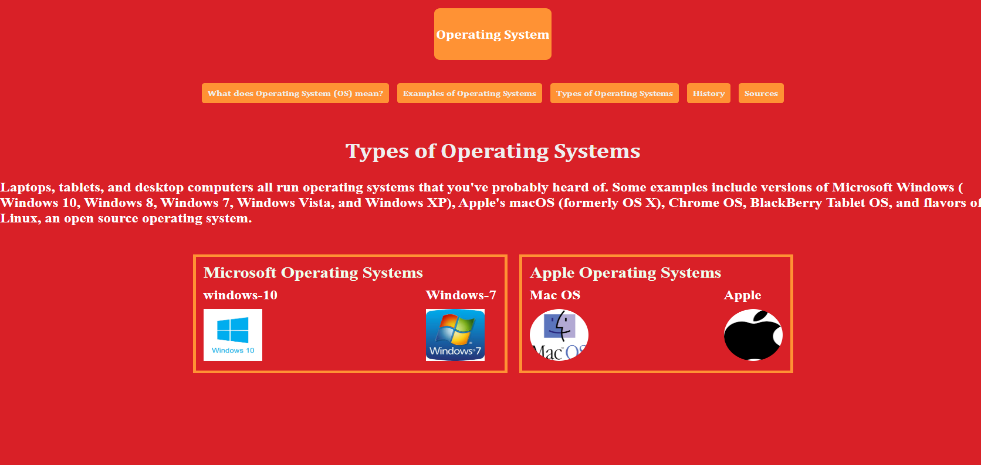 Operating System
What does Operating System (OS) mean? Examples of Operating Systems Types of Operating Systems History Sources
Types of Operating Systems
Laptops, tablets, and desktop computers all run operating systems that you've probably heard of. Some examples include versions of Microsoft Windows (
Windows 10, Windows 8, Windows 7, Windows Vista, and Windows XP), Apple's macOS (formerly OS X), Chrome OS, BlackBerry Tablet OS, and flavors of
Linux, an open source operating system.
Microsoft Operating Systems
windows-10 Windows-7
Windows 10
Windows 7
Apple Operating Systems
Mac OS Apple
Mac OS